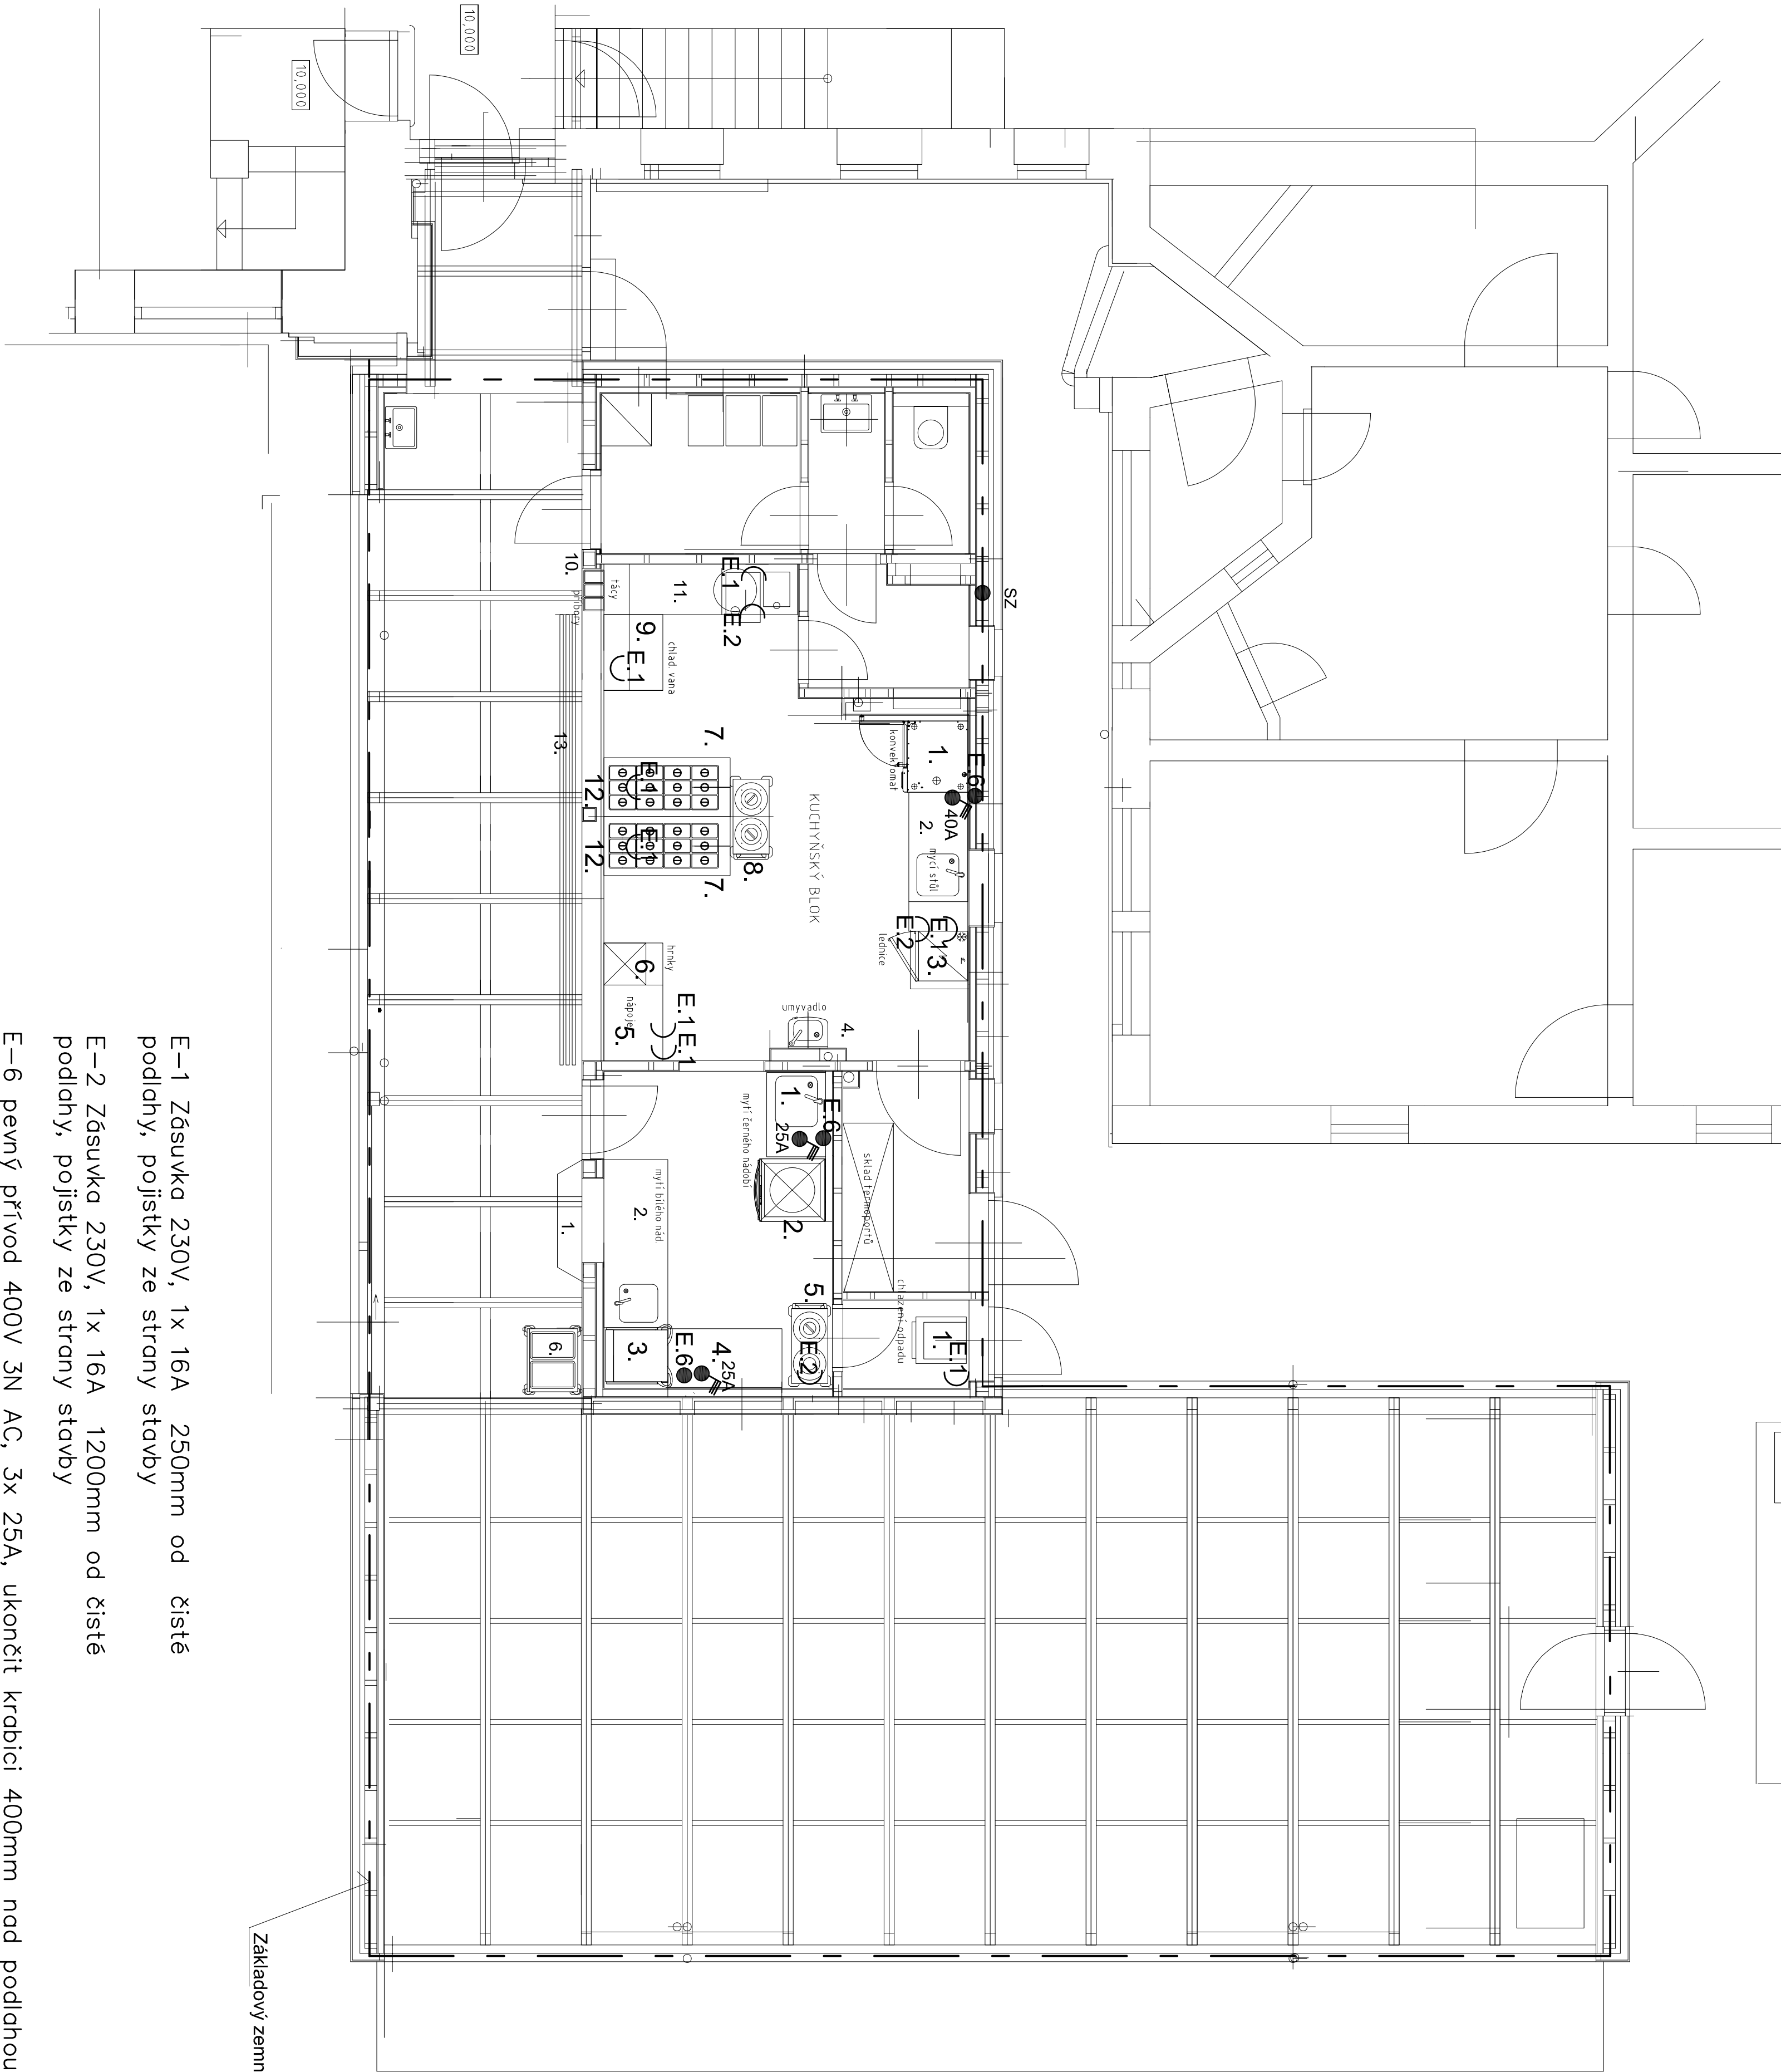 10,000
10,000
SZ
10.
tácy
příbory
11.
E.1
E.2
9.
E.1
chlad. vana
13.
7.
E.1
12.
E.1
12.
7.
8.
KUCHYŇSKÝ BLOK
konvektomat
1.
E.6
40A
2.
mycí stůl
E.2
E.1
3.
lednice
hrnky
6.
nápoje
5.
E.1
E.1
umyvadlo
4.
1.
25A
E.6
mytí černého nádobí
2.
sklad termoportů
mytí bílého nád.
2.
1.
chlazení odpadu
1.
E.1
5.
E.2
3.
E.6
4.
25A
6.
E-1 Zásuvka 230V, 1x 16A 250mm od čisté
podlahy, pojistky ze strany stavby
E-2 Zásuvka 230V, 1x 16A 1200mm od čisté
podlahy, pojistky ze strany stavby
E-6 pevný přívod 400V 3N AC, 3x 25A, ukončit krabici 400mm nad podlahou
Základový zemn